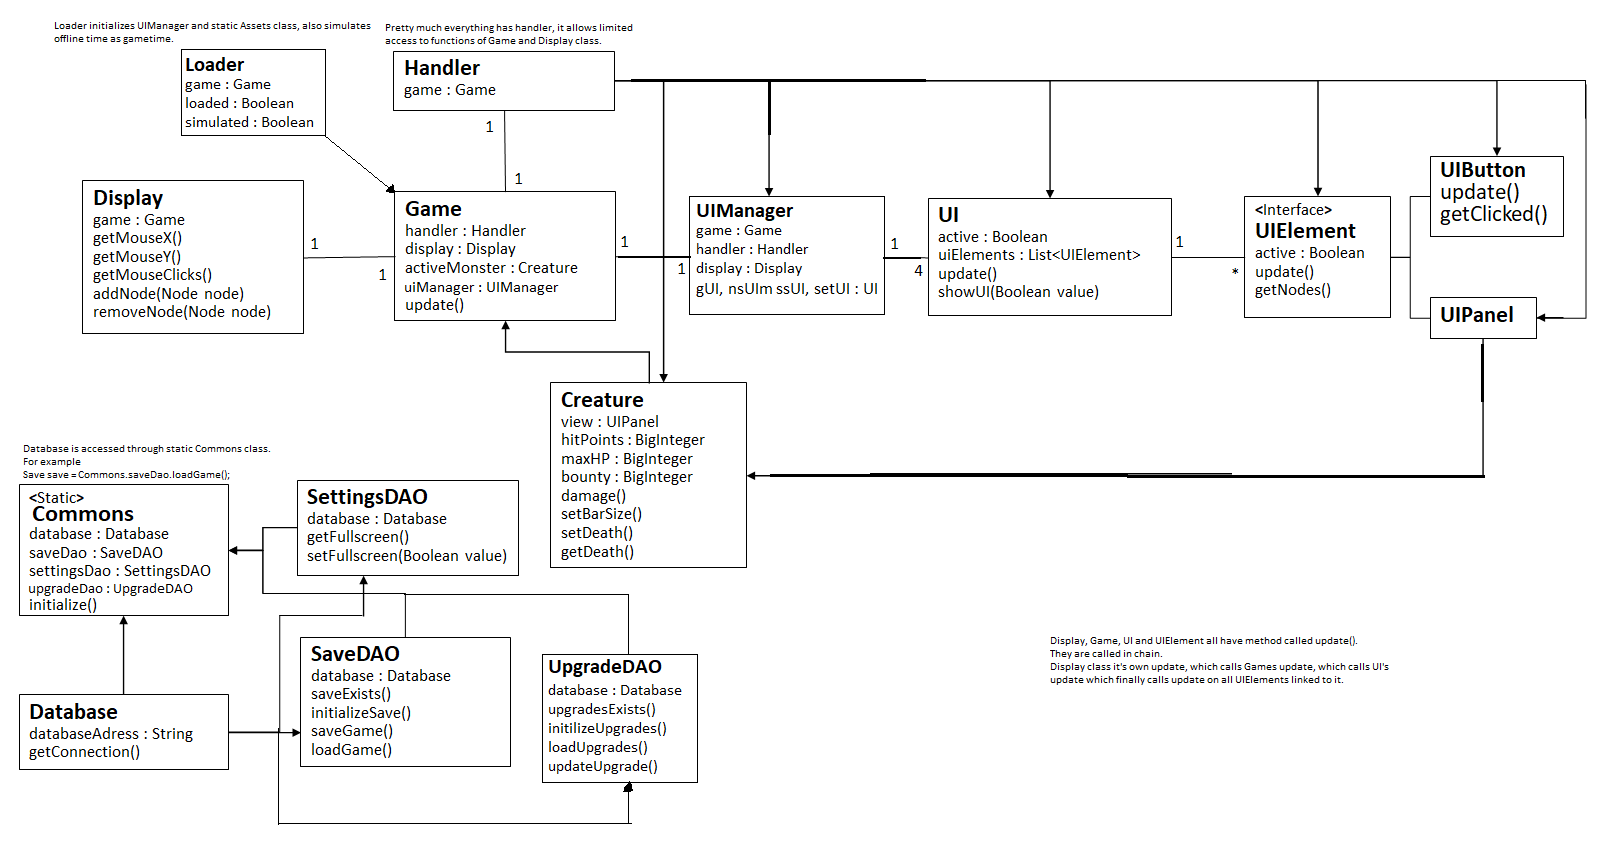 Loader initializes UIManager and static Assets class, also simulates
offline time as gametime.
Pretty much everything has handler, it allows limited
access to functions of Game and Display class.
Loader
game : Game
loaded : Boolean
simulated : Boolean
Handler
game : Game
1
1
Display
game : Game
getMouseX()
getMouseY()
getMouseClicks()
addNode(Node node)
removeNode(Node node)
1
1
Game
handler : Handler
display : Display
activeMonster : Creature
uiManager : UIManager
update()
1
1
UIManager
game : Game
handler : Handler
display : Display
gUI, nsUIm ssUI, setUI : UI
1
4
UI
active : Boolean
uiElements : List<UIElement>
update()
showUI(Boolean value)
1
*
<Interface>
UIElement
active : Boolean
update()
getNodes()
UIButton
update()
getClicked()
UIPanel
Creature
view : UIPanel
hitPoints : BigInteger
maxHP : BigInteger
bounty : BigInteger
damage()
setBarSize()
setDeath()
getDeath()
Database is accessed through static Commons class.
For example
Save save = Commons.saveDao.loadGame();
<Static>
Commons
database : Database
saveDao : SaveDAO
settingsDao : SettingsDAO
upgradeDao : UpgradeDAO
initialize()
SettingsDAO
database : Database
getFullscreen()
setFullscreen(Boolean value)
SaveDAO
database : Database
saveExists()
initializeSave()
saveGame()
loadGame()
UpgradeDAO
database : Database
upgradesExists()
initilizeUpgrades()
loadUpgrades()
updateUpgrade()
Database
databaseAdress : String
getConnection()
Display, Game, UI and UIElement all have method called update().
They are called in chain.
Display class it's own update, which calls Games update, which calls UI's
update which finally calls update on all UIElements linked to it.